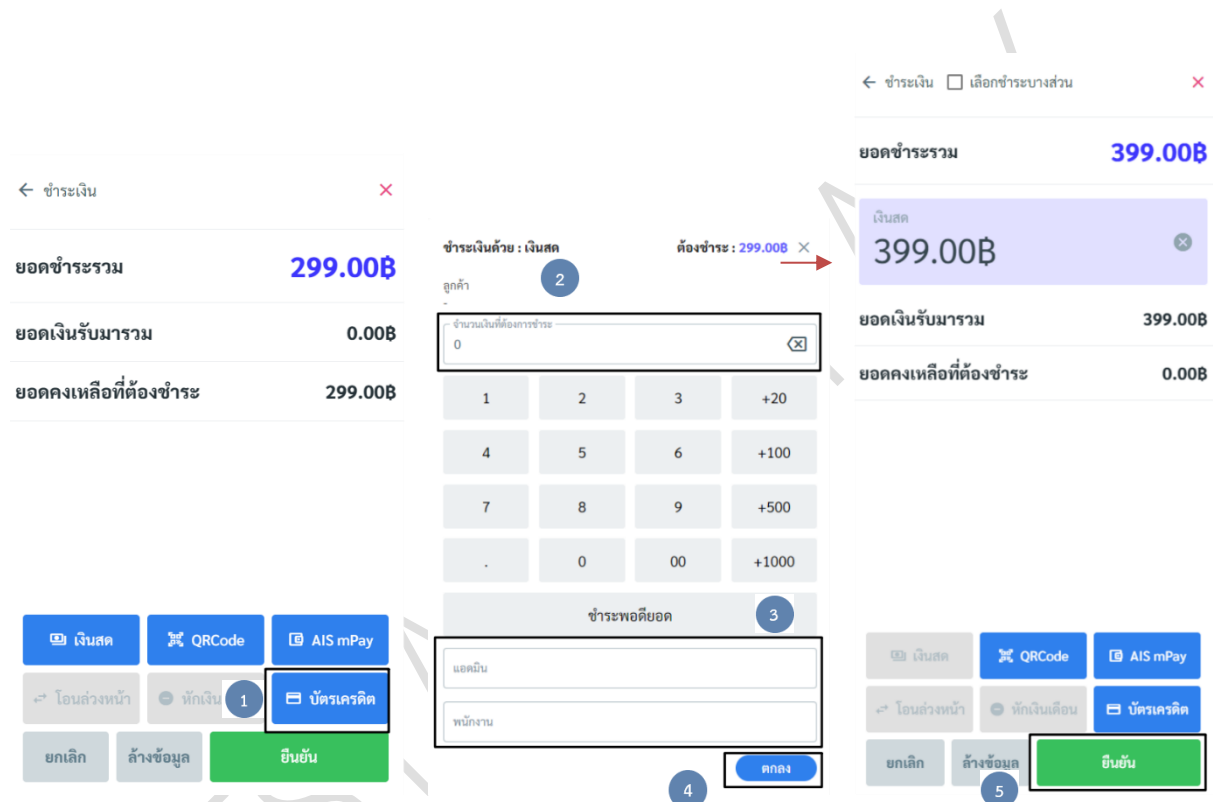 ← ชำระเงิน ×
ยอดชำระรวม 299.00฿
ยอดเงินรับมารวม 0.00฿
ยอดคงเหลือที่ต้องชำระ 299.00฿
เงินสด QRCode AIS mPay
โอนล่วงหน้า หักเงิน 1 บัตรเครดิต
ยกเลิก ล้างข้อมูล ยืนยัน
ชำระเงินด้วย : เงินสด ต้องชำระ : 299.00฿ ×
2
ลูกค้า
-
จำนวนเงินที่ต้องการชำระ
0
1 2 3 +20
4 5 6 +100
7 8 9 +500
. 0 00 +1000
ชำระพอดียอด 3
แอดมิน
พนักงาน
ตกลง
4
← ชำระเงิน เลือกชำระบางส่วน ×
ยอดชำระรวม 399.00฿
เงินสด
399.00฿
ยอดเงินรับมารวม 399.00฿
ยอดคงเหลือที่ต้องชำระ 0.00฿
เงินสด QRCode AIS mPay
โอนล่วงหน้า หักเงินเดือน บัตรเครดิต
ยกเลิก ล้างข้อมูล ยืนยัน
5